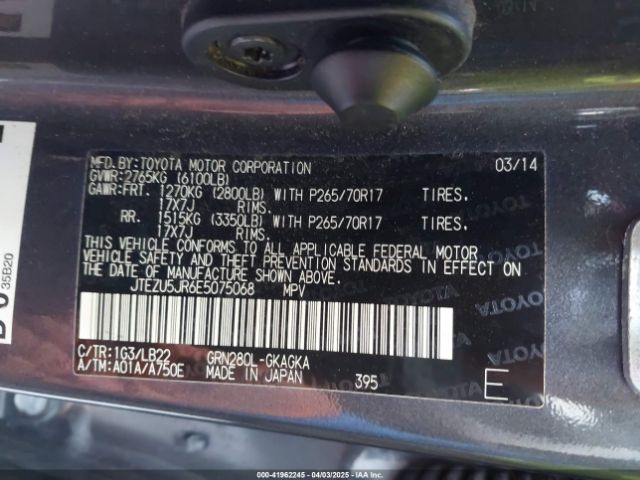 MFD.BY:TOYOTA MOTOR CORPORATION 03/14
GVWR:2765KG (6100LB)
GAWR:FRT. 1270KG (2800LB) WITH P265/70R17 TIRES,
17X7J RIMS.
RR. 1515KG (3350LB) WITH P265/70R17 TIRES,
17X7J RIMS.
THIS VEHICLE CONFORMS TO ALL APPLICABLE FEDERAL MOTOR
VEHICLE SAFETY AND THEFT PREVENTION STANDARDS IN EFFECT ON
THE DATE OF MANUFACTURE SHOWN ABOVE.
JTEZU5JR6E5075068 MPV
C/TR:1G3/LB22 GRN280L-GKAGKA
A/TM:A01A/A750E MADE IN JAPAN 395 E
35B20
000-41962245 - 04/03/2025 - IAAI.COM